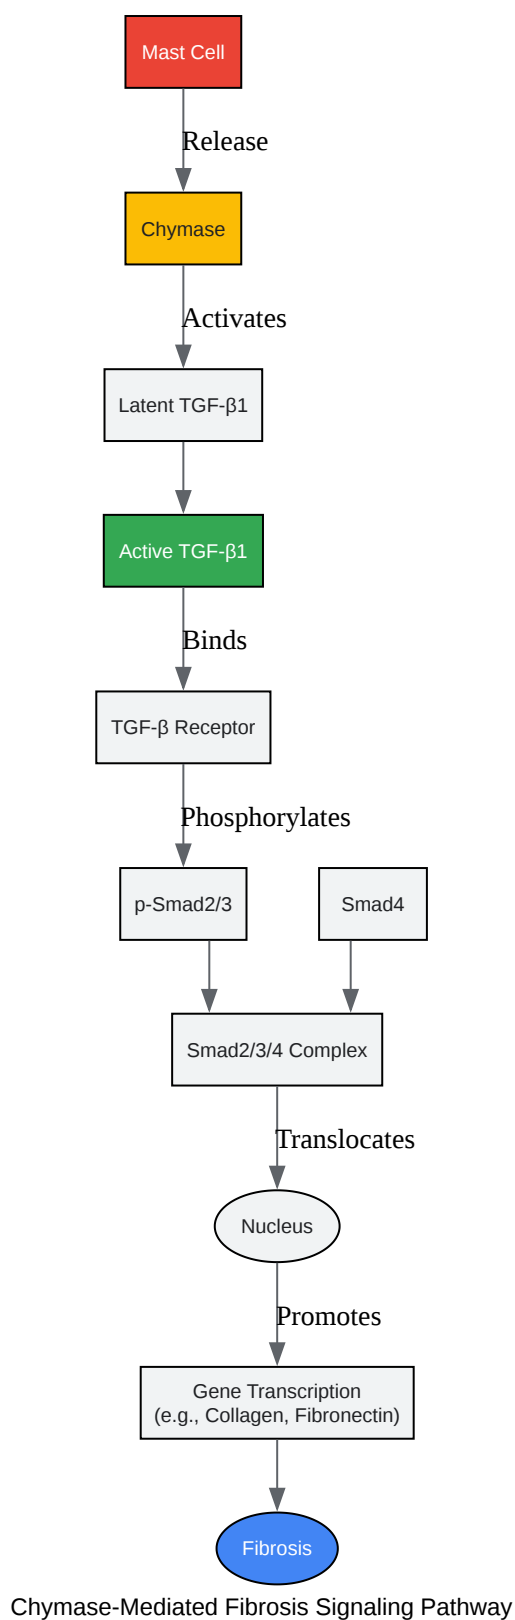 Mast Cell
Release
Chymase
Activates
Latent TGF-β1
Active TGF-β1
Binds
TGF-β Receptor
Phosphorylates
p-Smad2/3
Smad4
Smad2/3/4 Complex
Translocates
Nucleus
Promotes
Gene Transcription
(e.g., Collagen, Fibronectin)
Fibrosis
Chymase-Mediated Fibrosis Signaling Pathway